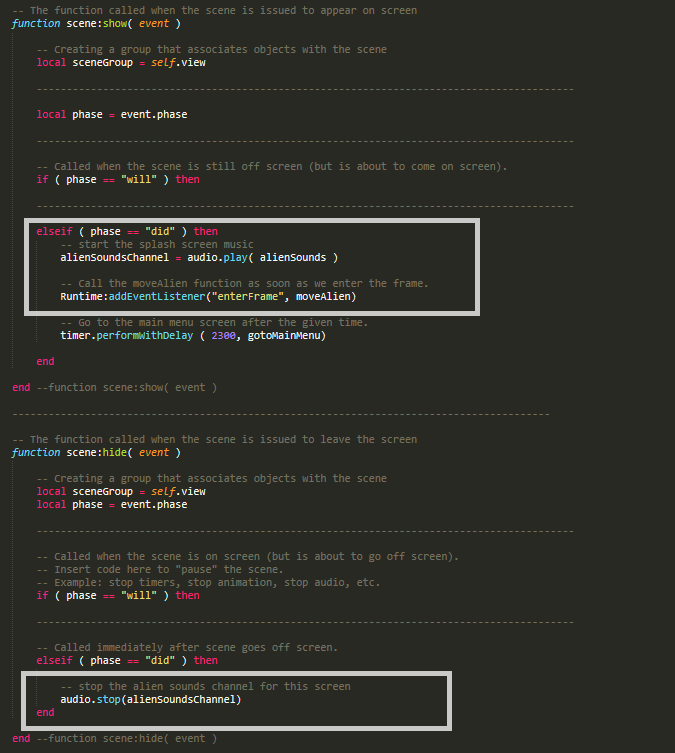 -- The function called when the scene is issued to appear on screen
function scene:show( event )
-- Creating a group that associates objects with the scene
local sceneGroup = self.view
-----------------------------------------------------------------------------------------
local phase = event.phase
-----------------------------------------------------------------------------------------
-- Called when the scene is still off screen (but is about to come on screen).
if ( phase == "will" ) then
-----------------------------------------------------------------------------------------
elseif ( phase == "did" ) then
-- start the splash screen music
alienSoundsChannel = audio.play( alienSounds )
-- Call the moveAlien function as soon as we enter the frame.
Runtime:addEventListener("enterFrame", moveAlien)
-- Go to the main menu screen after the given time.
timer.performWithDelay ( 2300, gotoMainMenu)
end
end --function scene:show( event )
-----------------------------------------------------------------------------------------
-- The function called when the scene is issued to leave the screen
function scene:hide( event )
-- Creating a group that associates objects with the scene
local sceneGroup = self.view
local phase = event.phase
-----------------------------------------------------------------------------------------
-- Called when the scene is on screen (but is about to go off screen).
-- Insert code here to "pause" the scene.
-- Example: stop timers, stop animation, stop audio, etc.
if ( phase == "will" ) then
-----------------------------------------------------------------------------------------
-- Called immediately after scene goes off screen.
elseif ( phase == "did" ) then
-- stop the alien sounds channel for this screen
audio.stop(alienSoundsChannel)
end
end --function scene:hide( event )